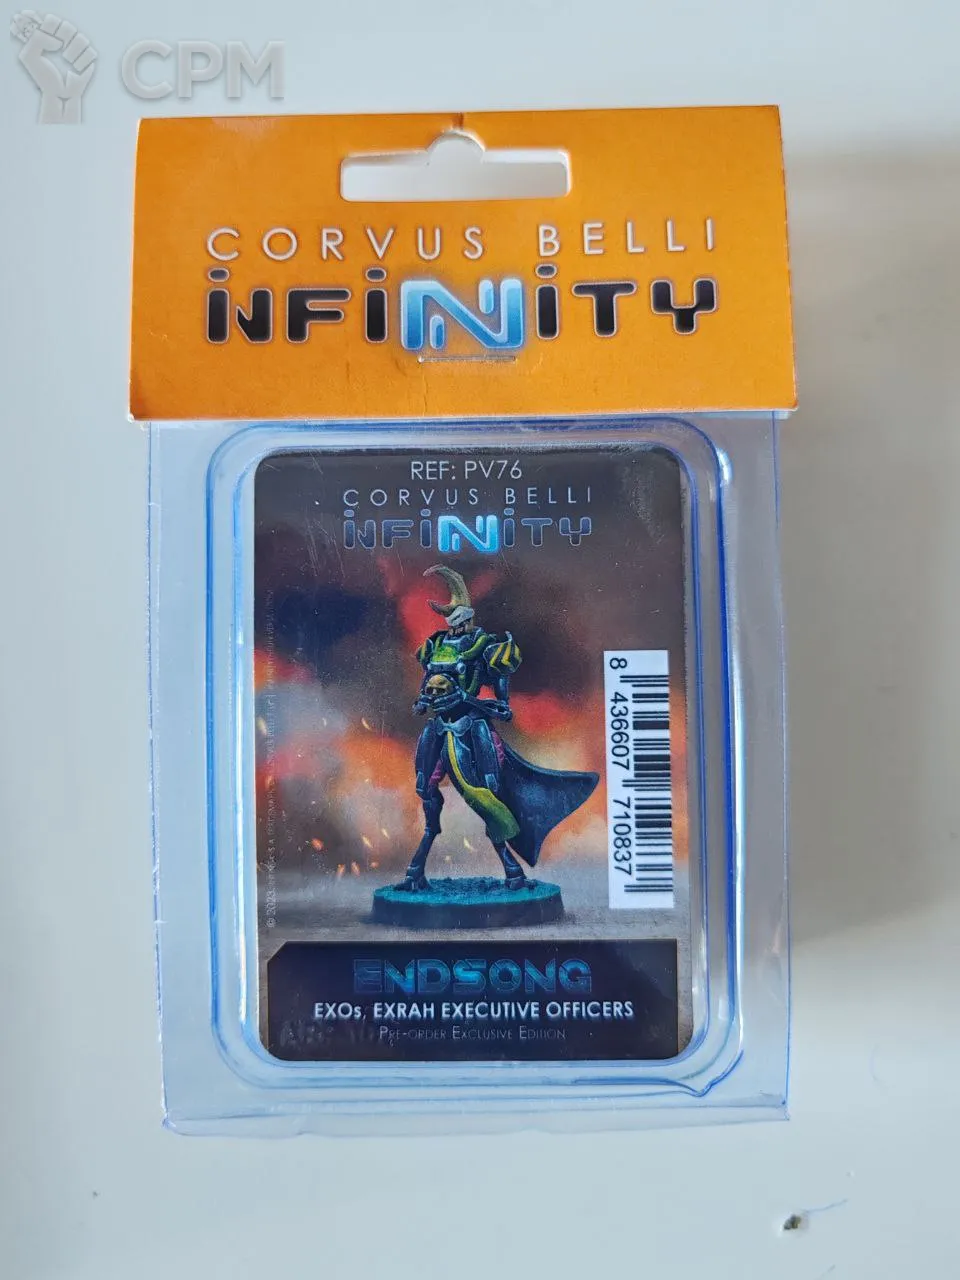 CPM
CORVUS BELLI
INFINITY
REF: PV76
CORVUS BELLI
INFINITY
8 436607 710837
© 2023
ENDSONG
EXOs, EXRAH EXECUTIVE OFFICERS
PRE-ORDER EXCLUSIVE EDITION